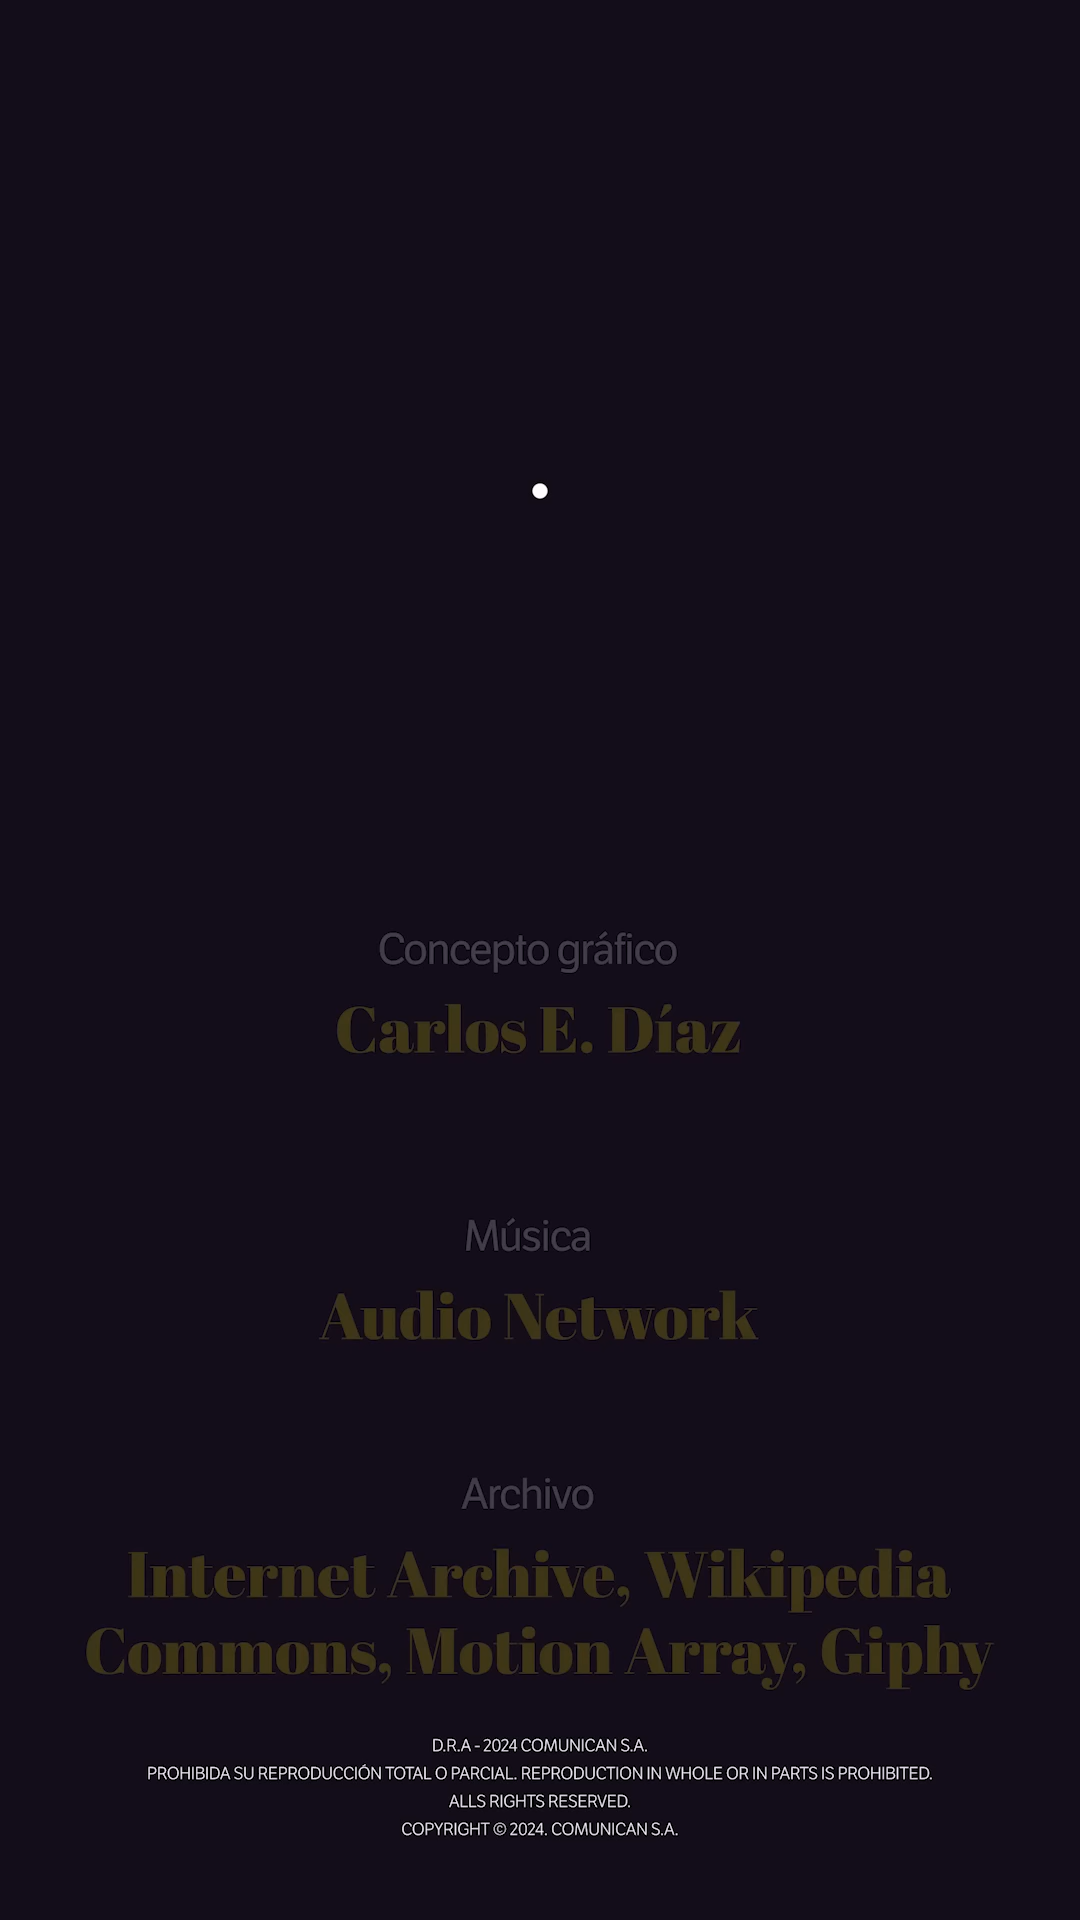 Concepto gráfico
Carlos E. Díaz
Música
Audio Network
Archivo
Internet Archive, Wikipedia
Commons, Motion Array, Giphy
D.R.A - 2024 COMUNICAN S.A.
PROHIBIDA SU REPRODUCCIÓN TOTAL O PARCIAL. REPRODUCTION IN WHOLE OR IN PARTS IS PROHIBITED.
ALLS RIGHTS RESERVED.
COPYRIGHT © 2024. COMUNICAN S.A.